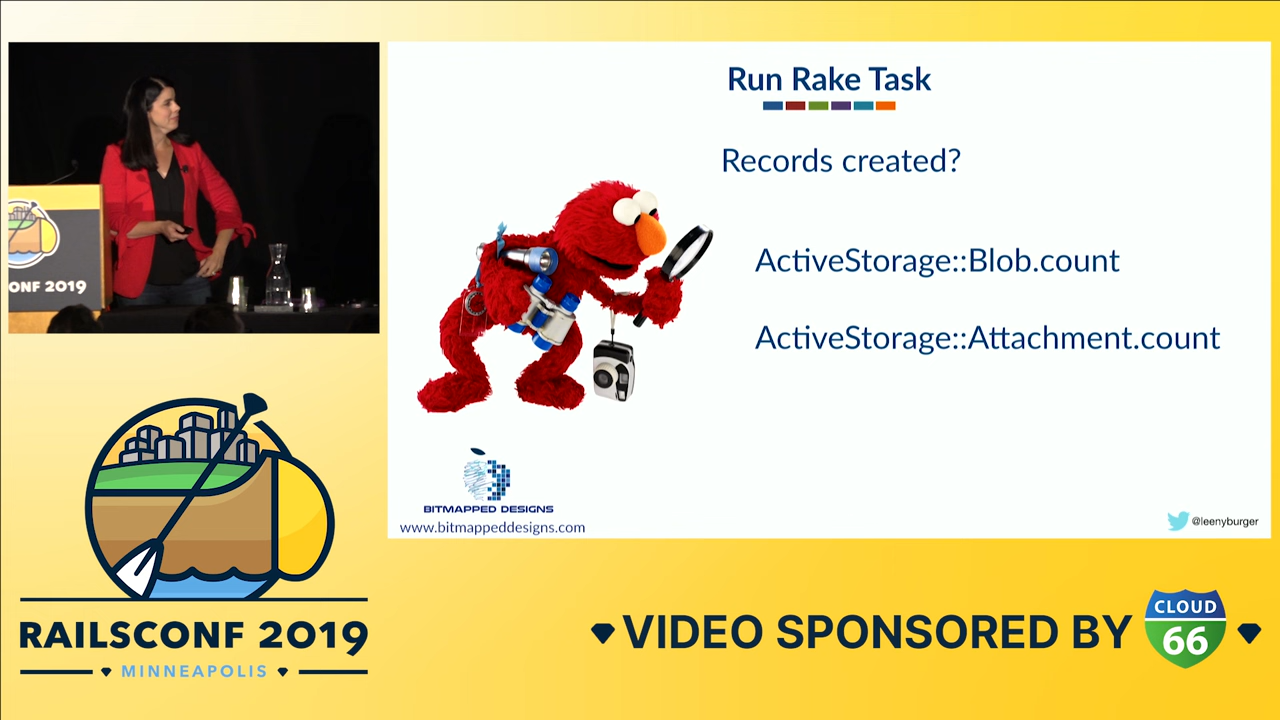 CONF 2019
Run Rake Task
Records created?
ActiveStorage::Blob.count
ActiveStorage::Attachment.count
BITMAPPED DESIGNS
www.bitmappeddesigns.com
@leenyburger
RAILSCONF 2019
MINNEAPOLIS
VIDEO SPONSORED BY
CLOUD
66